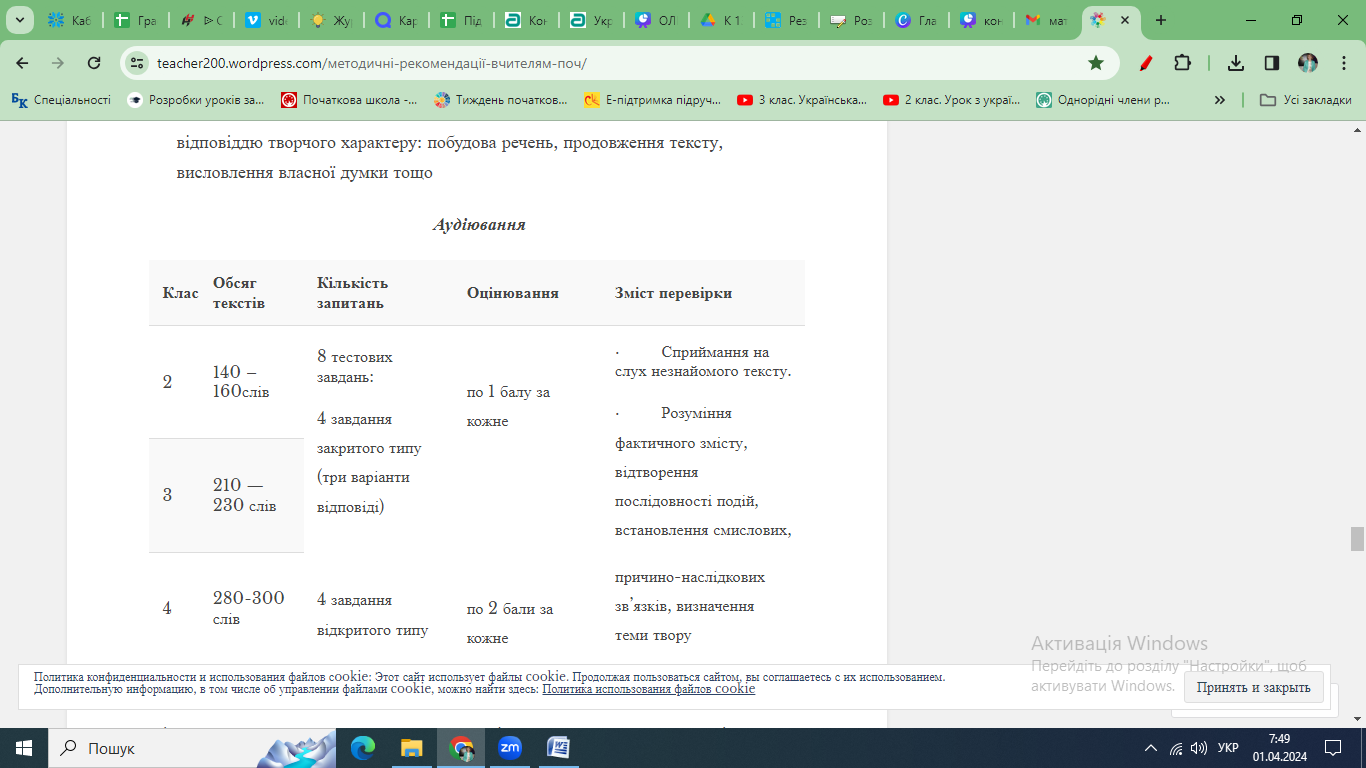 Каб
Гра
ᐈ С
vide
Жур
Кар
Під
Кон
Укр
ОЛ
К 1.
Рез
Роз
Гла
кон
мат
teacher200.wordpress.com/методичні-рекомендації-вчителям-поч/
Спеціальності
Розробки уроків за...
Початкова школа -...
Тиждень початков...
Е-підтримка підруч...
3 клас. Українська...
2 клас. Урок з украї...
Однорідні члени р...
»
Усі закладки
відповіддю творчого характеру: побудова речень, продовження тексту,
висловлення власної думки тощо
Аудіювання
Клас
Обсяг
текстів
Кількість
запитань
Оцінювання
Зміст перевірки
2
140 –
160слів
8 тестових
завдань:
4 завдання
закритого типу
(три варіанти
відповіді)
по 1 балу за
кожне
· Сприймання на
слух незнайомого тексту.
· Розуміння
фактичного змісту,
відтворення
послідовності подій,
встановлення смислових,
3
210 —
230 слів
4
280-300
слів
4 завдання
відкритого типу
по 2 бали за
кожне
причино-наслідкових
зв’язків, визначення
теми твору
Активація Windows
Перейдіть до розділу "Настройки", щоб
активувати Windows.
Политика конфиденциальности и использования файлов сookie: Этот сайт использует файлы cookie. Продолжая пользоваться сайтом, вы соглашаетесь с их использованием.
Дополнительную информацию, в том числе об управлении файлами cookie, можно найти здесь: Политика использования файлов cookie
Принять и закрыть
Пошук
zm
УКР
7:49
01.04.2024